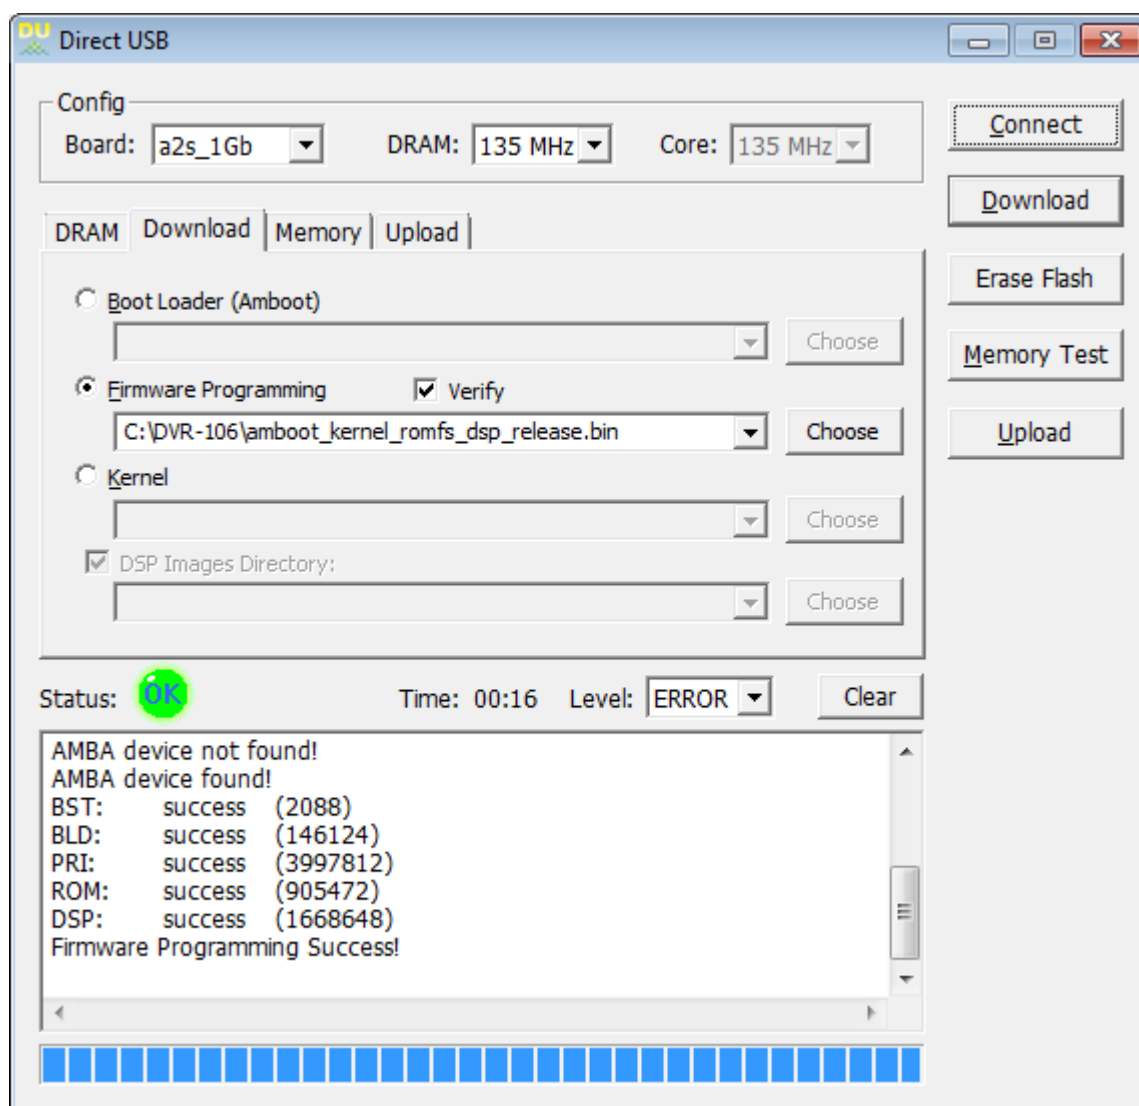 DU Direct USB
Config
Board: a2s_1Gb DRAM: 135 MHz Core: 135 MHz
Connect
Download
Erase Flash
Memory Test
Upload
DRAM Download Memory Upload
Boot Loader (Amboot)
Choose
Firmware Programming Verify
C:\DVR-106\amboot_kernel_romfs_dsp_release.bin Choose
Kernel
Choose
DSP Images Directory:
Choose
Status: OK Time: 00:16 Level: ERROR Clear
AMBA device not found!
AMBA device found!
BST: success (2088)
BLD: success (146124)
PRI: success (3997812)
ROM: success (905472)
DSP: success (1668648)
Firmware Programming Success!